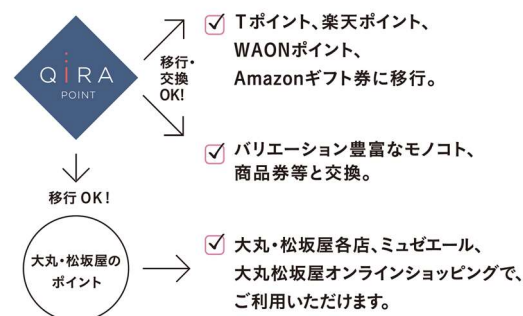 QiRA
POINT
移行・
交換
OK!
Tポイント、楽天ポイント、
WAONポイント、
Amazonギフト券に移行。
バリエーション豊富なモノコト、
商品券等と交換。
移行 OK!
大丸・松坂屋の
ポイント
大丸・松坂屋各店、ミュゼエール、
大丸松坂屋オンラインショッピングで、
ご利用いただけます。